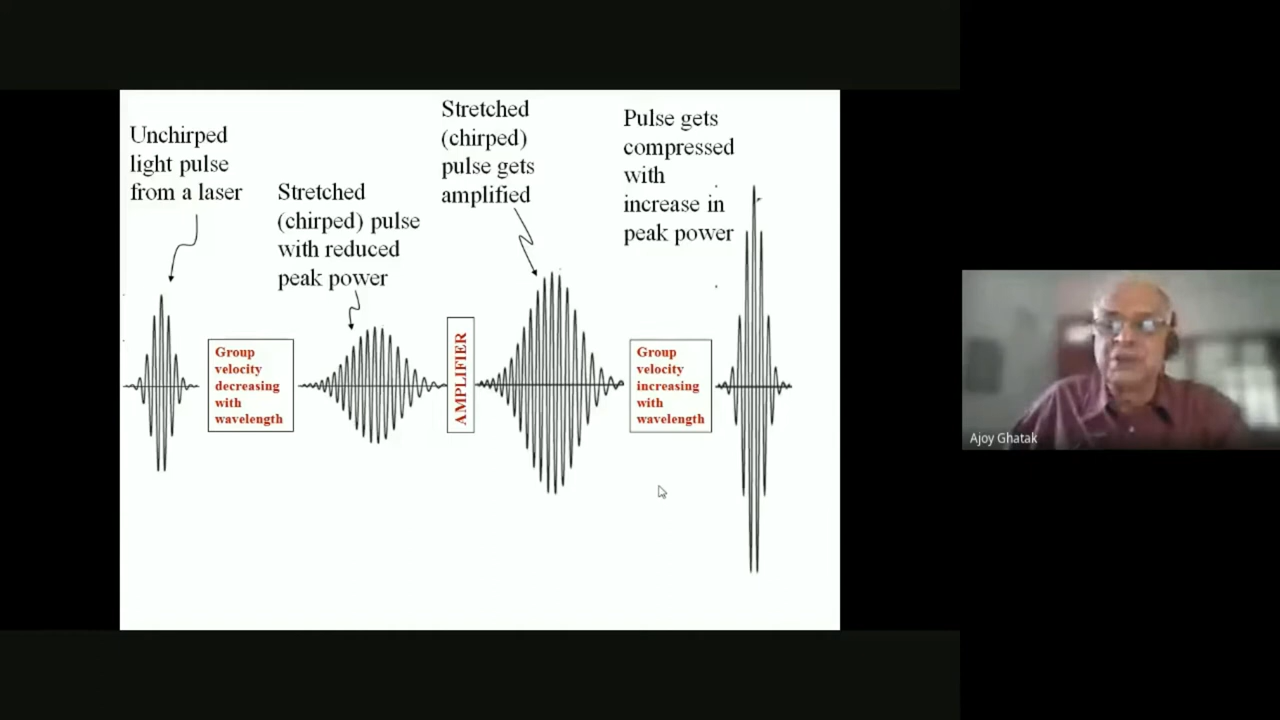 Unchirped
light pulse
from a laser
Stretched
(chirped) pulse
with reduced
peak power
Stretched
(chirped)
pulse gets
amplified
Pulse gets
compressed
with
increase in
peak power
Group
velocity
decreasing
with
wavelength
AMPLIFIER
Group
velocity
increasing
with
wavelength
Ajoy Ghatak